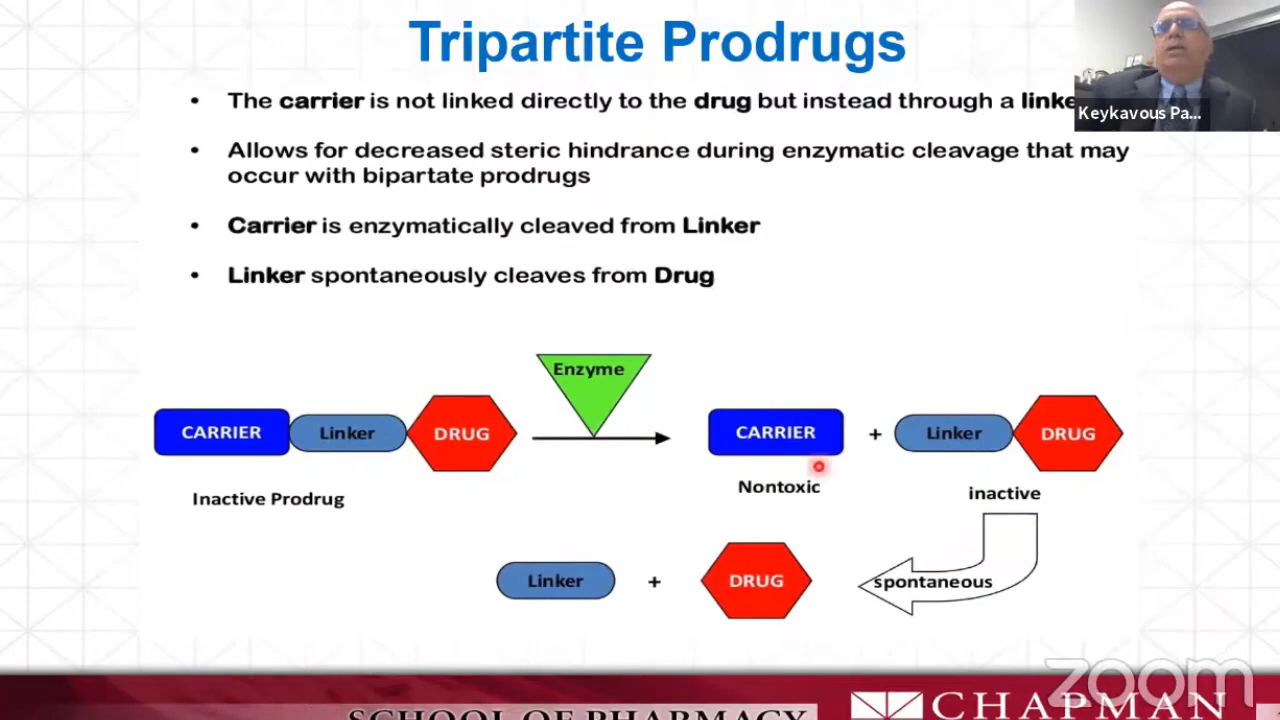 Tripartite Prodrugs
• The carrier is not linked directly to the drug but instead through a linke
Keykavous Pa...
• Allows for decreased steric hindrance during enzymatic cleavage that may
occur with bipartate prodrugs
• Carrier is enzymatically cleaved from Linker
• Linker spontaneously cleaves from Drug
Enzyme
CARRIER Linker DRUG CARRIER + Linker DRUG
Inactive Prodrug Nontoxic inactive
Linker + DRUG spontaneous
zoom
SCHOOL OF PHARMACY CHAPMAN